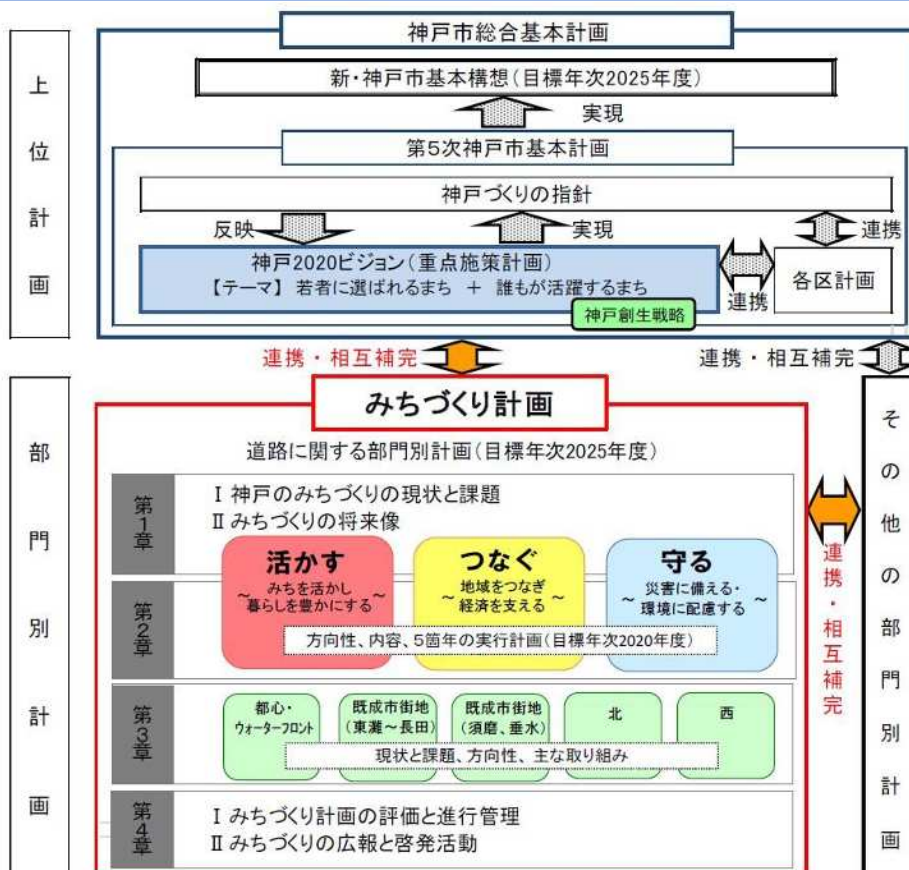 上位計画
神戸市総合基本計画
新・神戸市基本構想（目標年次2025年度）
実現
第5次神戸市基本計画
神戸づくりの指針
反映
実現
連携
神戸2020ビジョン（重点施策計画）
【テーマ】 若者に選ばれるまち ＋ 誰もが活躍するまち
神戸創生戦略
連携
各区計画
連携・相互補完
連携・相互補完
部門別計画
みちづくり計画
道路に関する部門別計画（目標年次2025年度）
第1章
Ⅰ 神戸のみちづくりの現状と課題
Ⅱ みちづくりの将来像
第2章
活かす
～ みちを活かし
暮らしを豊かにする ～
つなぐ
～ 地域をつなぎ
経済を支える ～
守る
～ 災害に備える・
環境に配慮する ～
方向性、内容、5箇年の実行計画（目標年次2020年度）
第3章
都心・
ウォーターフロント
既成市街地
（東灘～長田）
既成市街地
（須磨、垂水）
北
西
現状と課題、方向性、主な取り組み
第4章
Ⅰ みちづくり計画の評価と進行管理
Ⅱ みちづくりの広報と啓発活動
連携・相互補完
その他の部門別計画